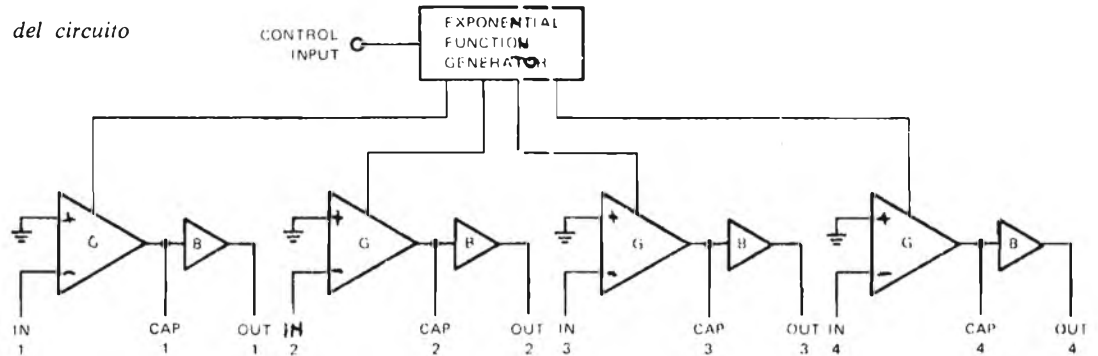 del circuito
CONTROL INPUT
EXPONENTIAL
FUNCTION
GENERATOR
+ G - B
+ G - B
+ G - B
+ G - B
IN CAP OUT IN CAP OUT IN CAP OUT IN CAP OUT
1 1 1 2 2 2 3 3 3 4 4 4